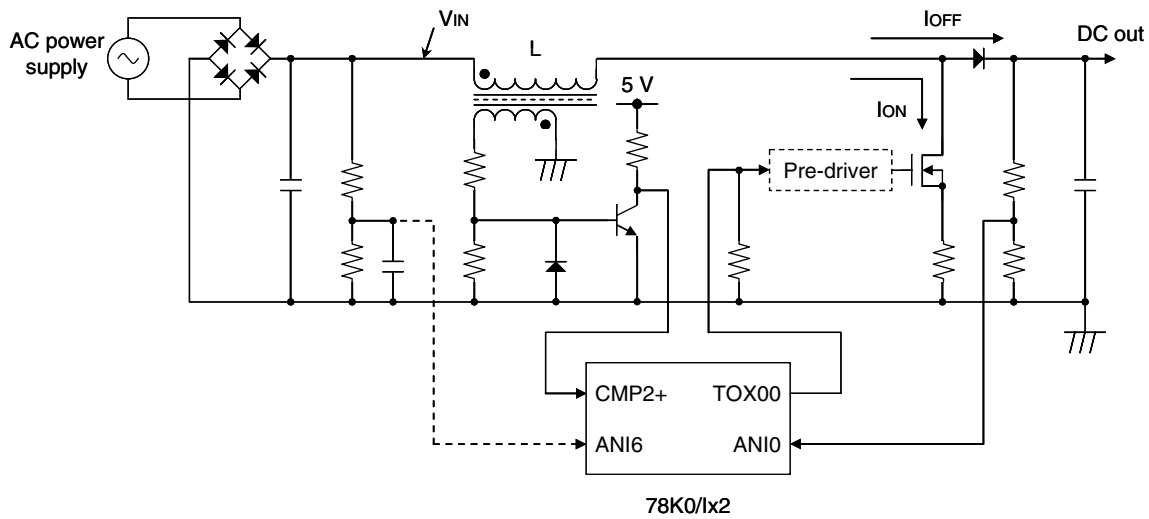 AC power
supply
VIN
L
5 V
IOFF
DC out
ION
Pre-driver
CMP2+
TOX00
ANI6
ANI0
78K0/Ix2